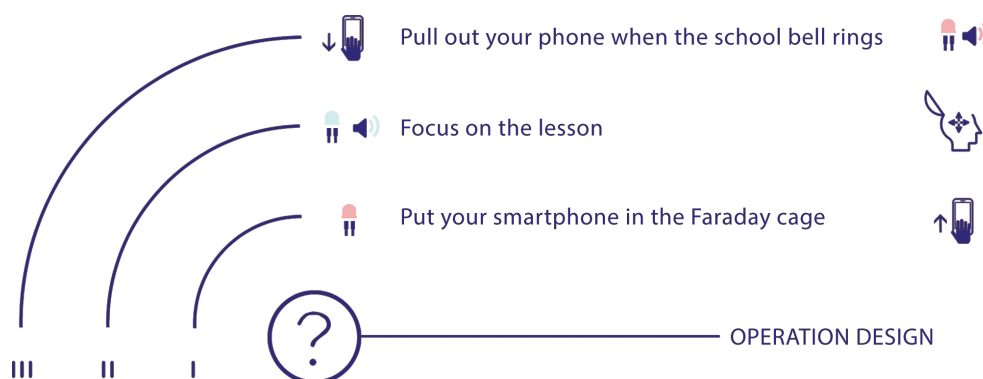 Pull out your phone when the school bell rings
Focus on the lesson
Put your smartphone in the Faraday cage
?
OPERATION DESIGN
III
II
I